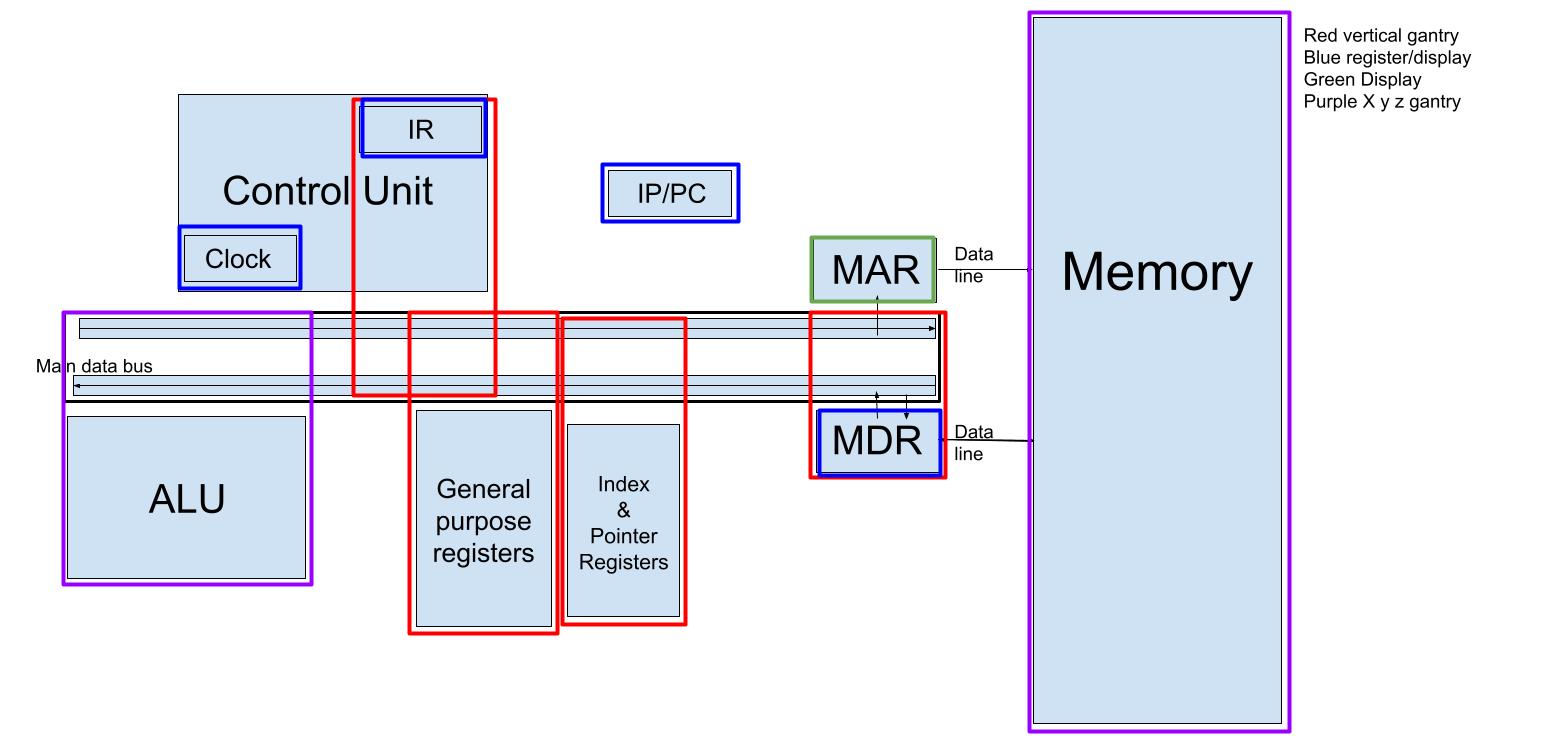 Red vertical gantry
Blue register/display
Green Display
Purple X y z gantry
IR
Control Unit
IP/PC
Clock
MAR
Data
line
Memory
Main data bus
MDR
Data
line
ALU
General
purpose
registers
Index
&
Pointer
Registers